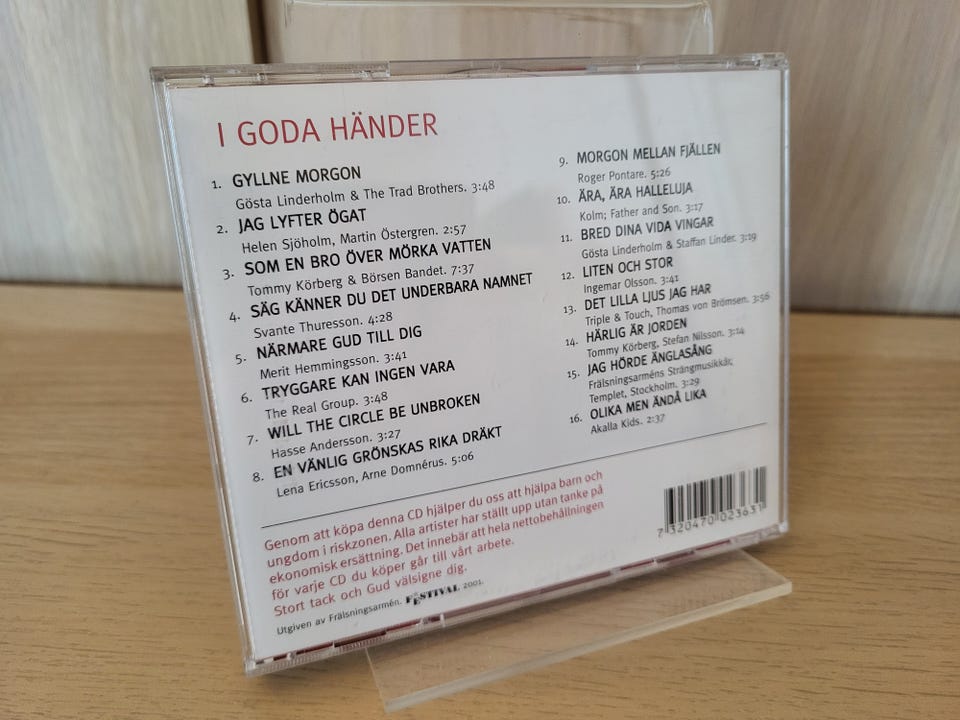 I GODA HÄNDER
1. GYLLNE MORGON
Gösta Linderholm & The Trad Brothers. 3:48
2. JAG LYFTER ÖGAT
Helen Sjöholm, Martin Östergren. 2:57
3. SOM EN BRO ÖVER MÖRKA VATTEN
Tommy Körberg & Börsen Bandet. 7:37
4. SÄG KÄNNER DU DET UNDERBARA NAMNET
Svante Thuresson. 4:28
5. NÄRMARE GUD TILL DIG
Merit Hemmingsson. 3:41
6. TRYGGARE KAN INGEN VARA
The Real Group. 3:48
7. WILL THE CIRCLE BE UNBROKEN
Hasse Andersson. 3:27
8. EN VÄNLIG GRÖNSKAS RIKA DRÄKT
Lena Ericsson, Arne Domnérus. 5:06
9. MORGON MELLAN FJÄLLEN
Roger Pontare. 5:26
10. ÄRA, ÄRA HALLELUJA
Kolm; Father and Son. 3:17
11. BRED DINA VIDA VINGAR
Gösta Linderholm & Staffan Linder. 3:19
12. LITEN OCH STOR
Ingemar Olsson. 3:41
13. DET LILLA LJUS JAG HAR
Triple & Touch, Thomas von Brömsen. 3:56
14. HÄRLIG ÄR JORDEN
Tommy Körberg, Stefan Nilsson. 3:14
15. JAG HÖRDE ÄNGLASÅNG
Frälsningsarméns Strängmusikkår,
Templet, Stockholm. 3:29
16. OLIKA MEN ÄNDÅ LIKA
Akalla Kids. 2:37
Genom att köpa denna CD hjälper du oss att hjälpa barn och
ungdom i riskzonen. Alla artister har ställt upp utan tanke på
ekonomisk ersättning. Det innebär att hela nettobehållningen
för varje CD du köper går till vårt arbete.
Stort tack och Gud välsigne dig.
Utgiven av Frälsningsarmén. FESTIVAL 2001.
7 320470 023631